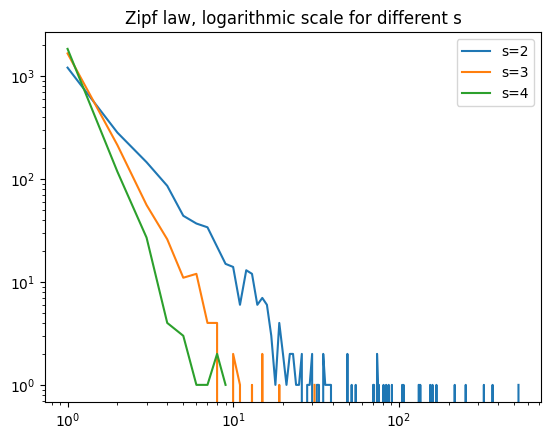 Zipf law, logarithmic scale for different s
s=2
s=3
s=4
10³
10²
10¹
10⁰
10⁰
10¹
10²